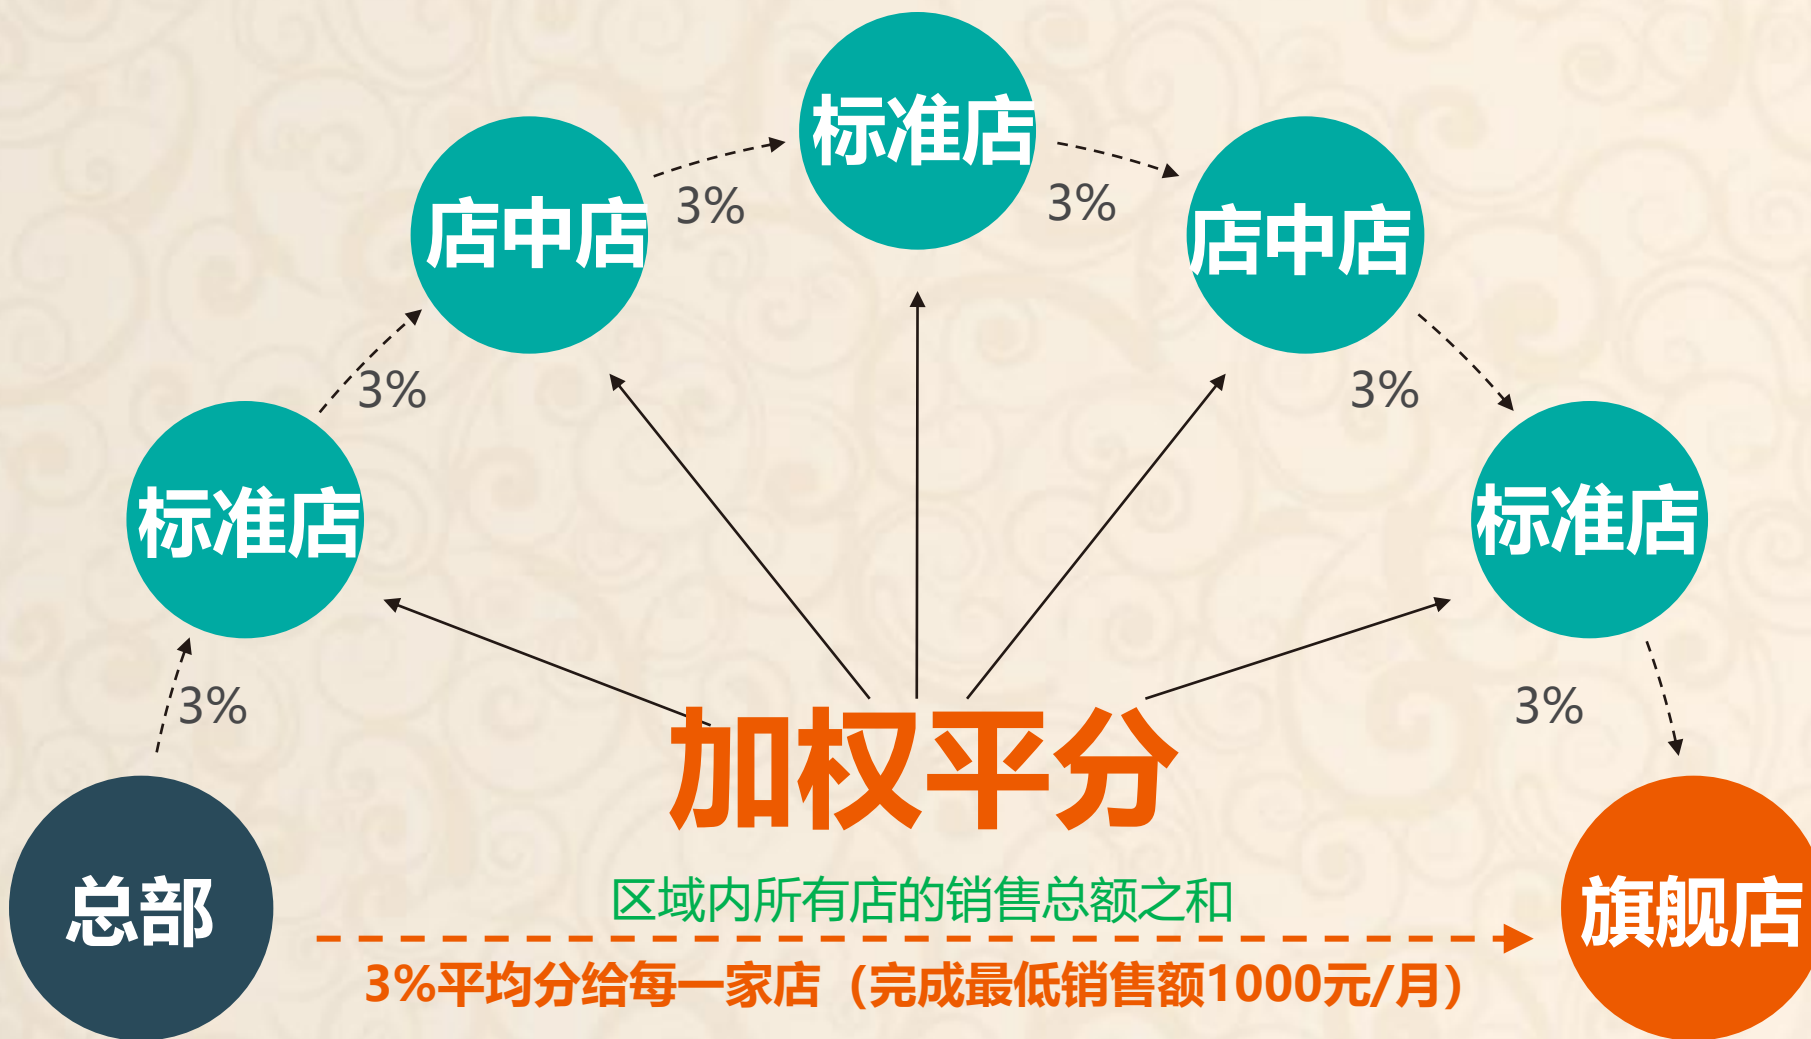 标准店
3%
3%
店中店
店中店
3%
3%
标准店
标准店
3%
3%
加权平分
总部
区域内所有店的销售总额之和
旗舰店
3%平均分给每一家店（完成最低销售额1000元/月）